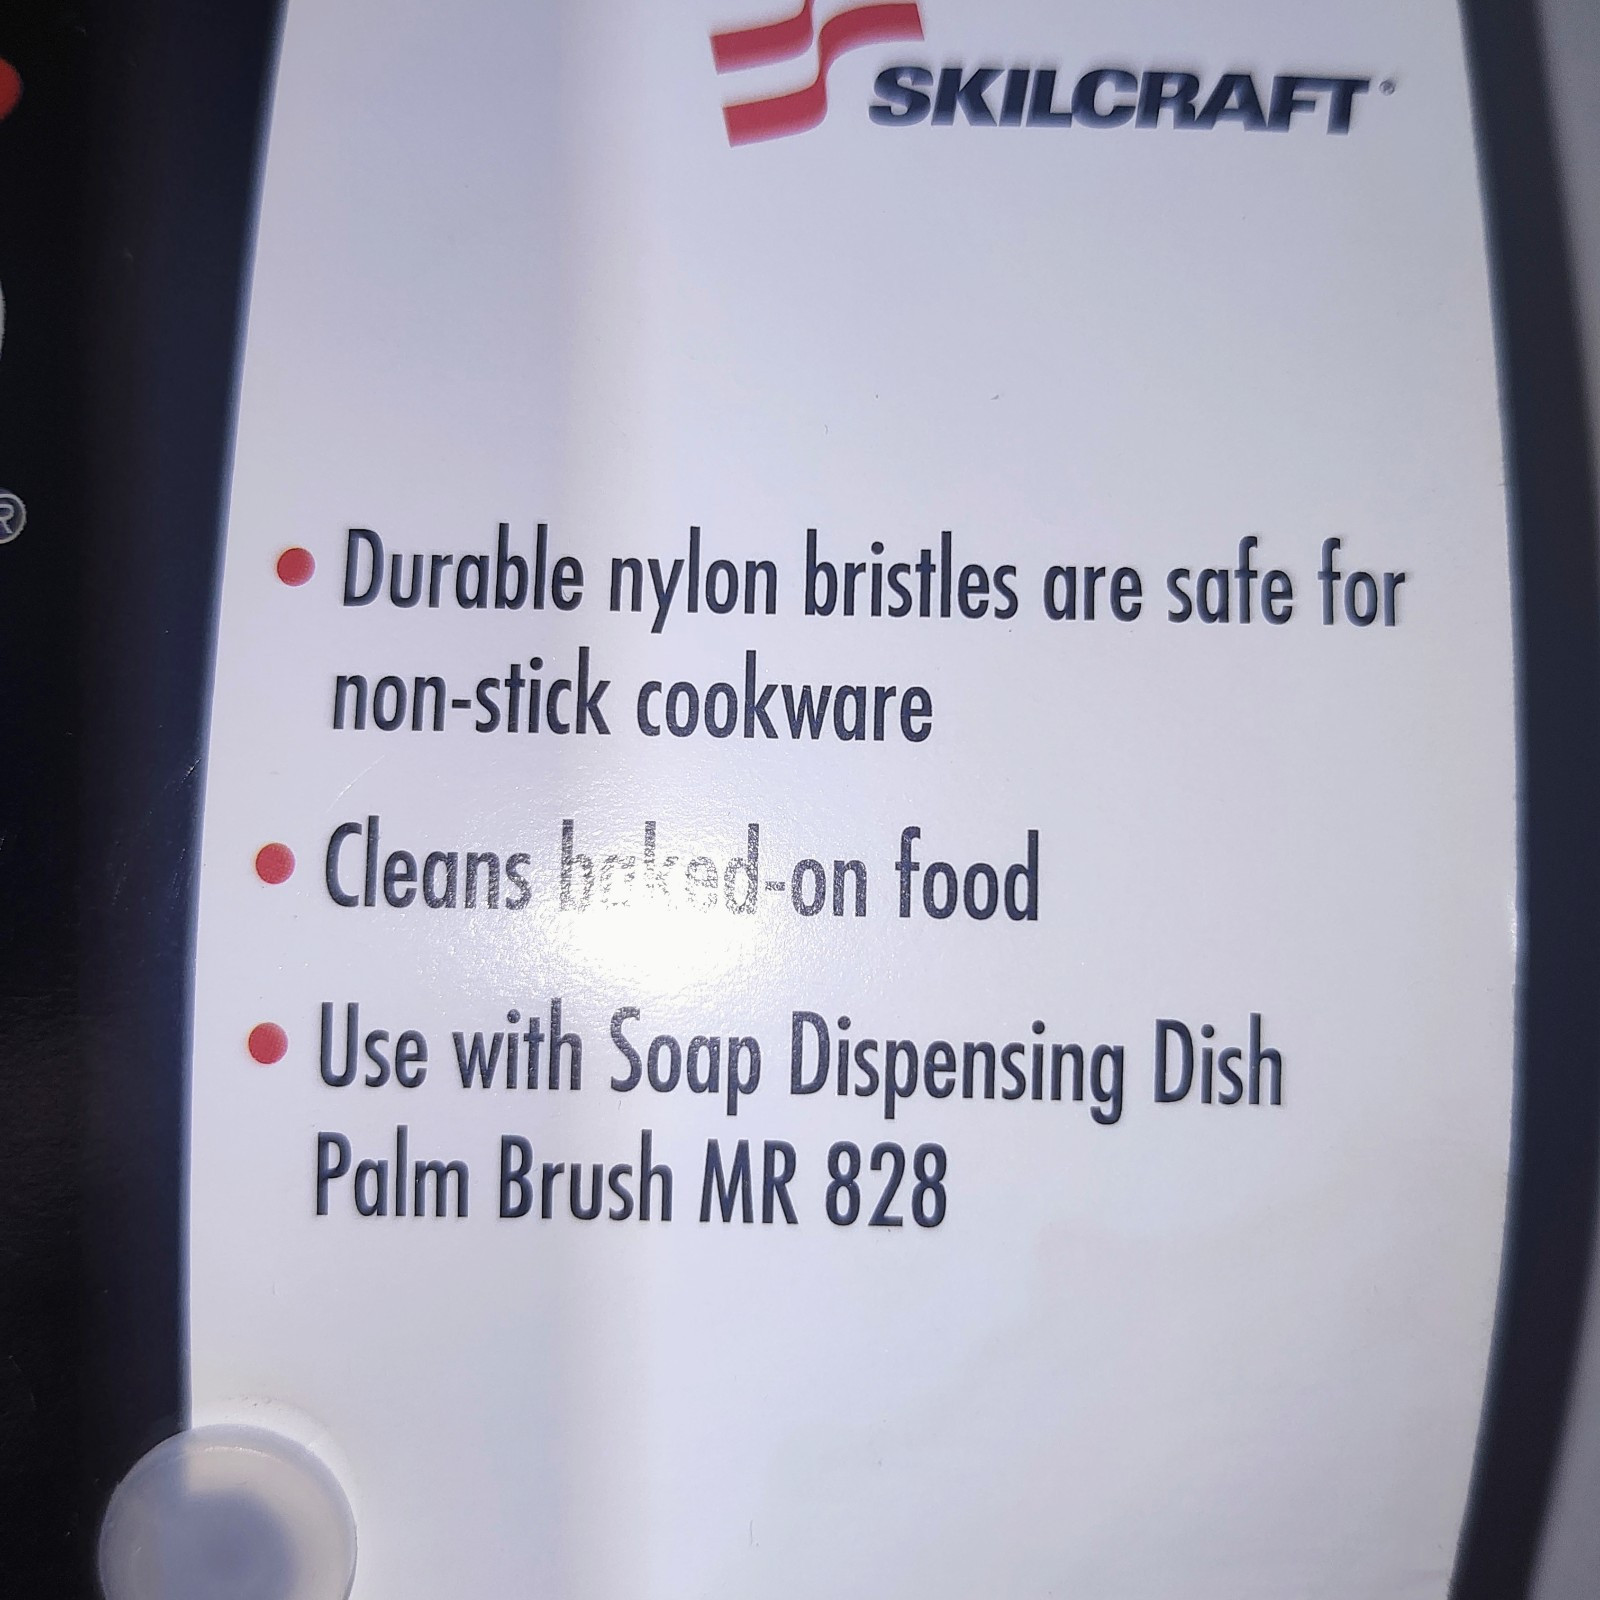 SKILCRAFT®
• Durable nylon bristles are safe for
non-stick cookware
• Cleans baked-on food
• Use with Soap Dispensing Dish
Palm Brush MR 828
®